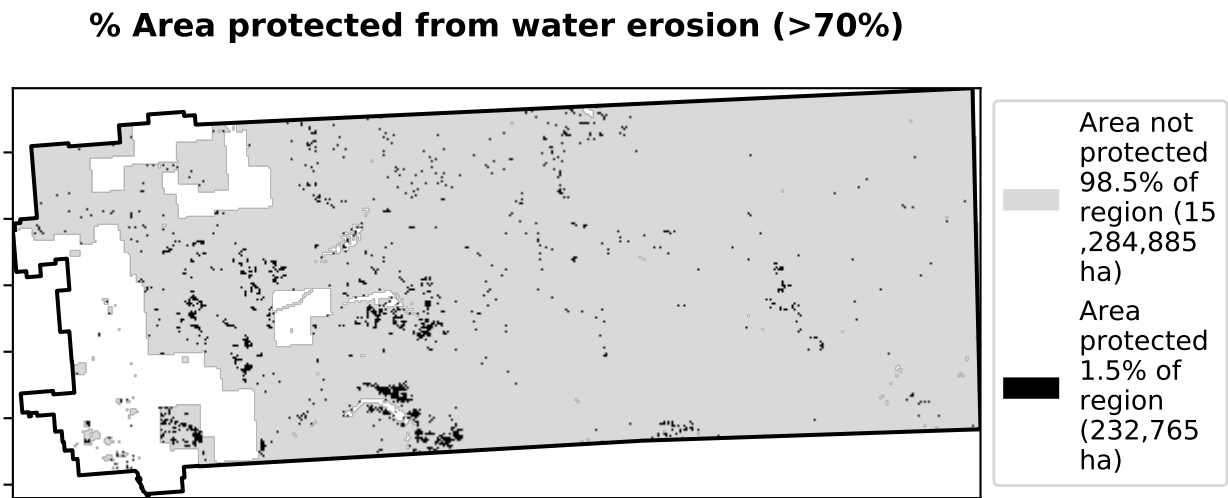 % Area protected from water erosion (>70%)
Area not
protected
98.5% of
region (15
,284,885
ha)
Area
protected
1.5% of
region
(232,765
ha)